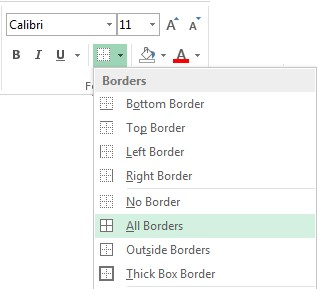 Calibri 11 A A
B I U A
Fo
Borders
Bottom Border
Top Border
Left Border
Right Border
No Border
All Borders
Outside Borders
Thick Box Border